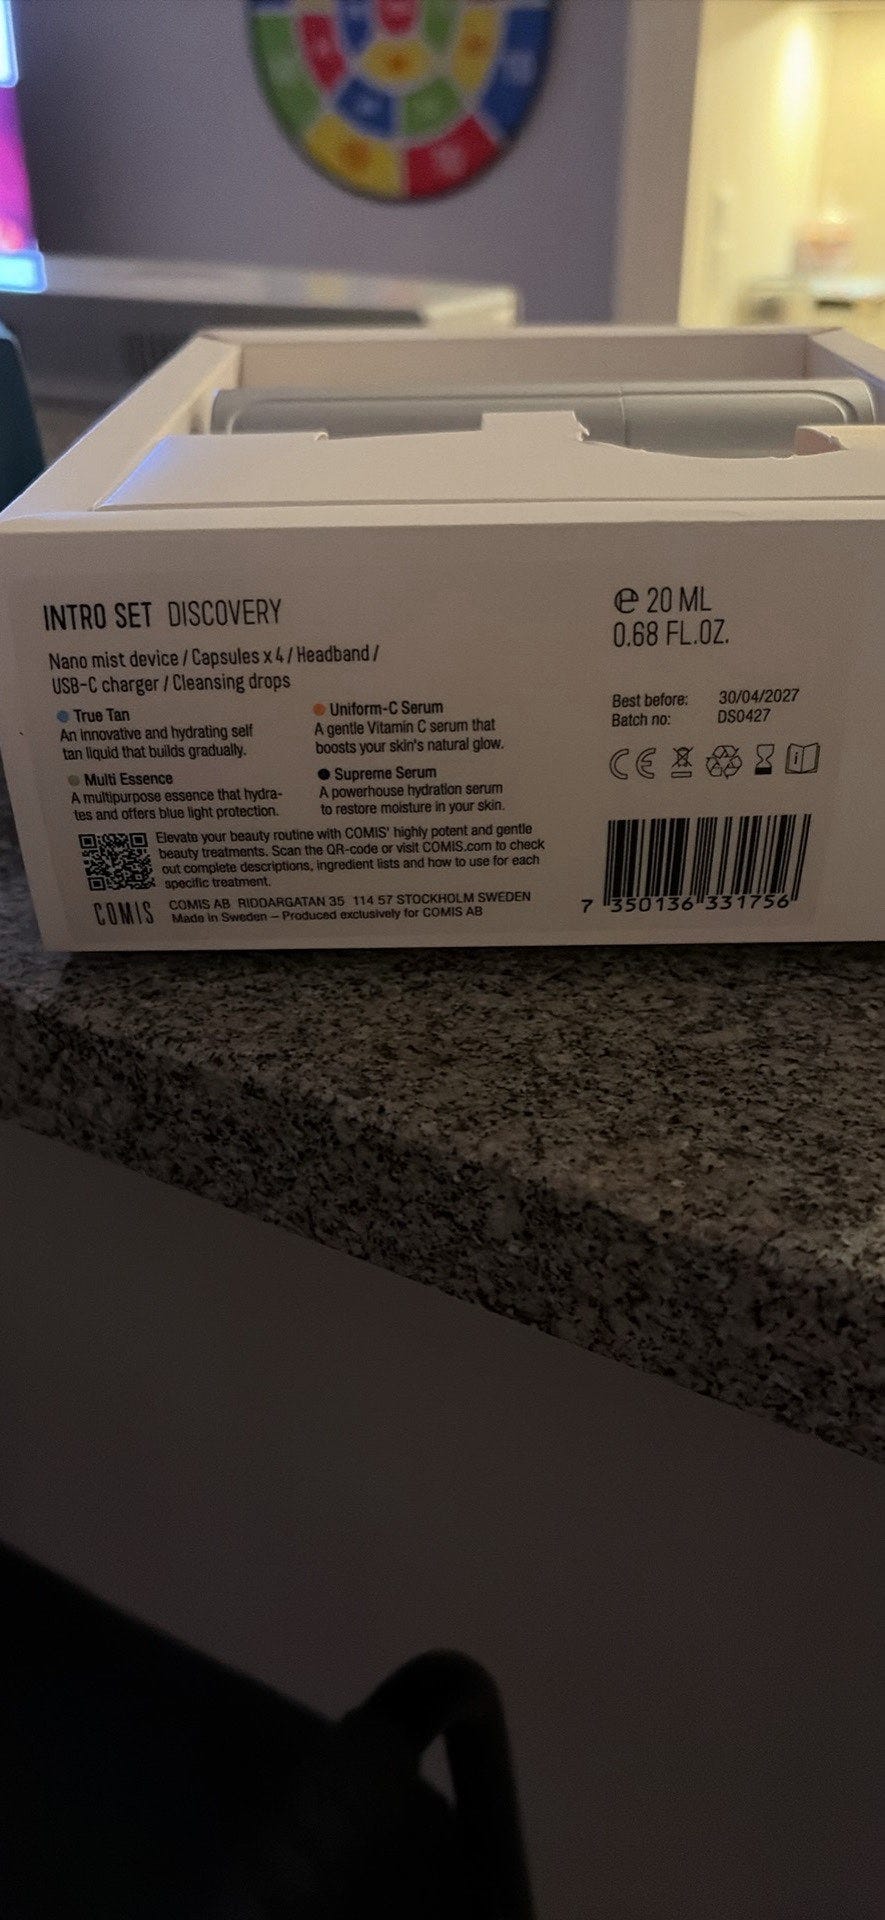 INTRO SET DISCOVERY
Nano mist device / Capsules x 4 / Headband /
USB-C charger / Cleansing drops
True Tan
An innovative and hydrating self
tan liquid that builds gradually.
Uniform-C Serum
A gentle Vitamin C serum that
boosts your skin's natural glow.
Multi Essence
A multipurpose essence that hydra-
tes and offers blue light protection.
Supreme Serum
A powerhouse hydration serum
to restore moisture in your skin.
Elevate your beauty routine with COMIS' highly potent and gentle
beauty treatments. Scan the QR-code or visit COMIS.com to check
out complete descriptions, ingredient lists and how to use for each
specific treatment.
COMIS
COMIS AB RIDDARGATAN 35 114 57 STOCKHOLM SWEDEN
Made in Sweden – Produced exclusively for COMIS AB
℮ 20 ML
0.68 FL.OZ.
Best before: 30/04/2027
Batch no: DS0427
CE
7 350136 331756